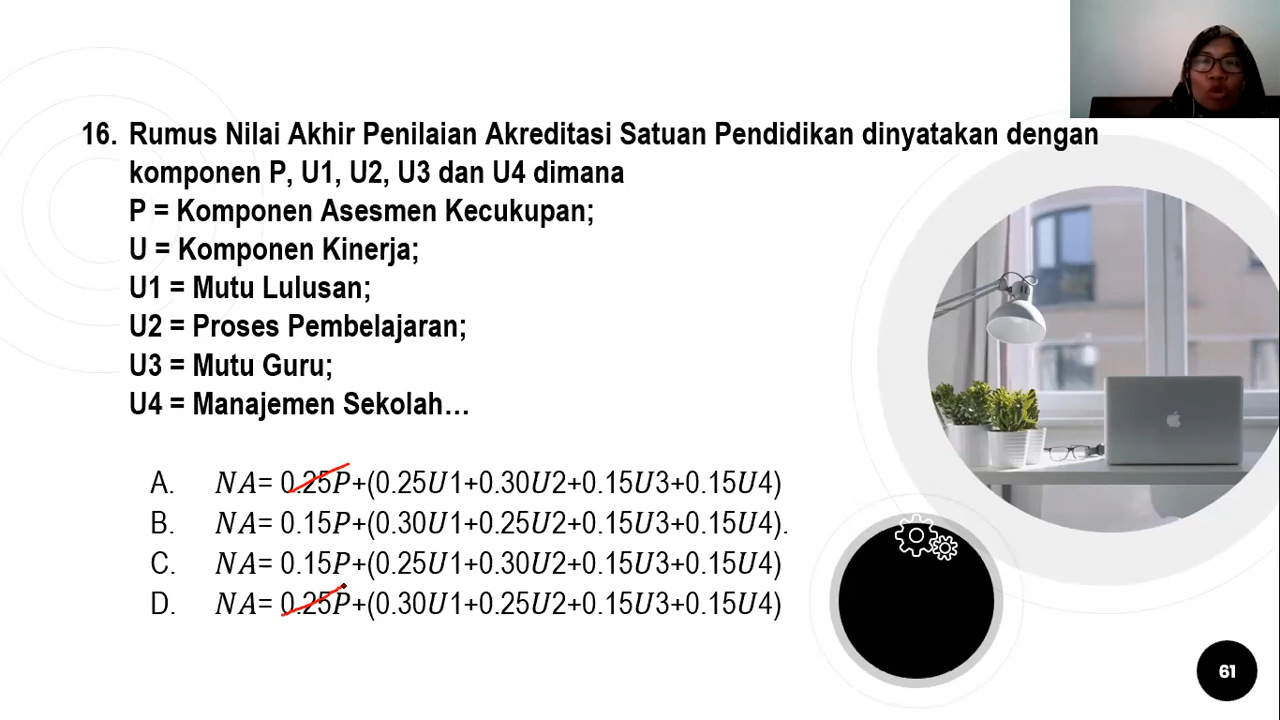 16. Rumus Nilai Akhir Penilaian Akreditasi Satuan Pendidikan dinyatakan dengan
komponen P, U1, U2, U3 dan U4 dimana
P = Komponen Asesmen Kecukupan;
U = Komponen Kinerja;
U1 = Mutu Lulusan;
U2 = Proses Pembelajaran;
U3 = Mutu Guru;
U4 = Manajemen Sekolah…
A. NA= 0.25P+(0.25U1+0.30U2+0.15U3+0.15U4)
B. NA= 0.15P+(0.30U1+0.25U2+0.15U3+0.15U4).
C. NA= 0.15P+(0.25U1+0.30U2+0.15U3+0.15U4)
D. NA= 0.25P+(0.30U1+0.25U2+0.15U3+0.15U4)
61